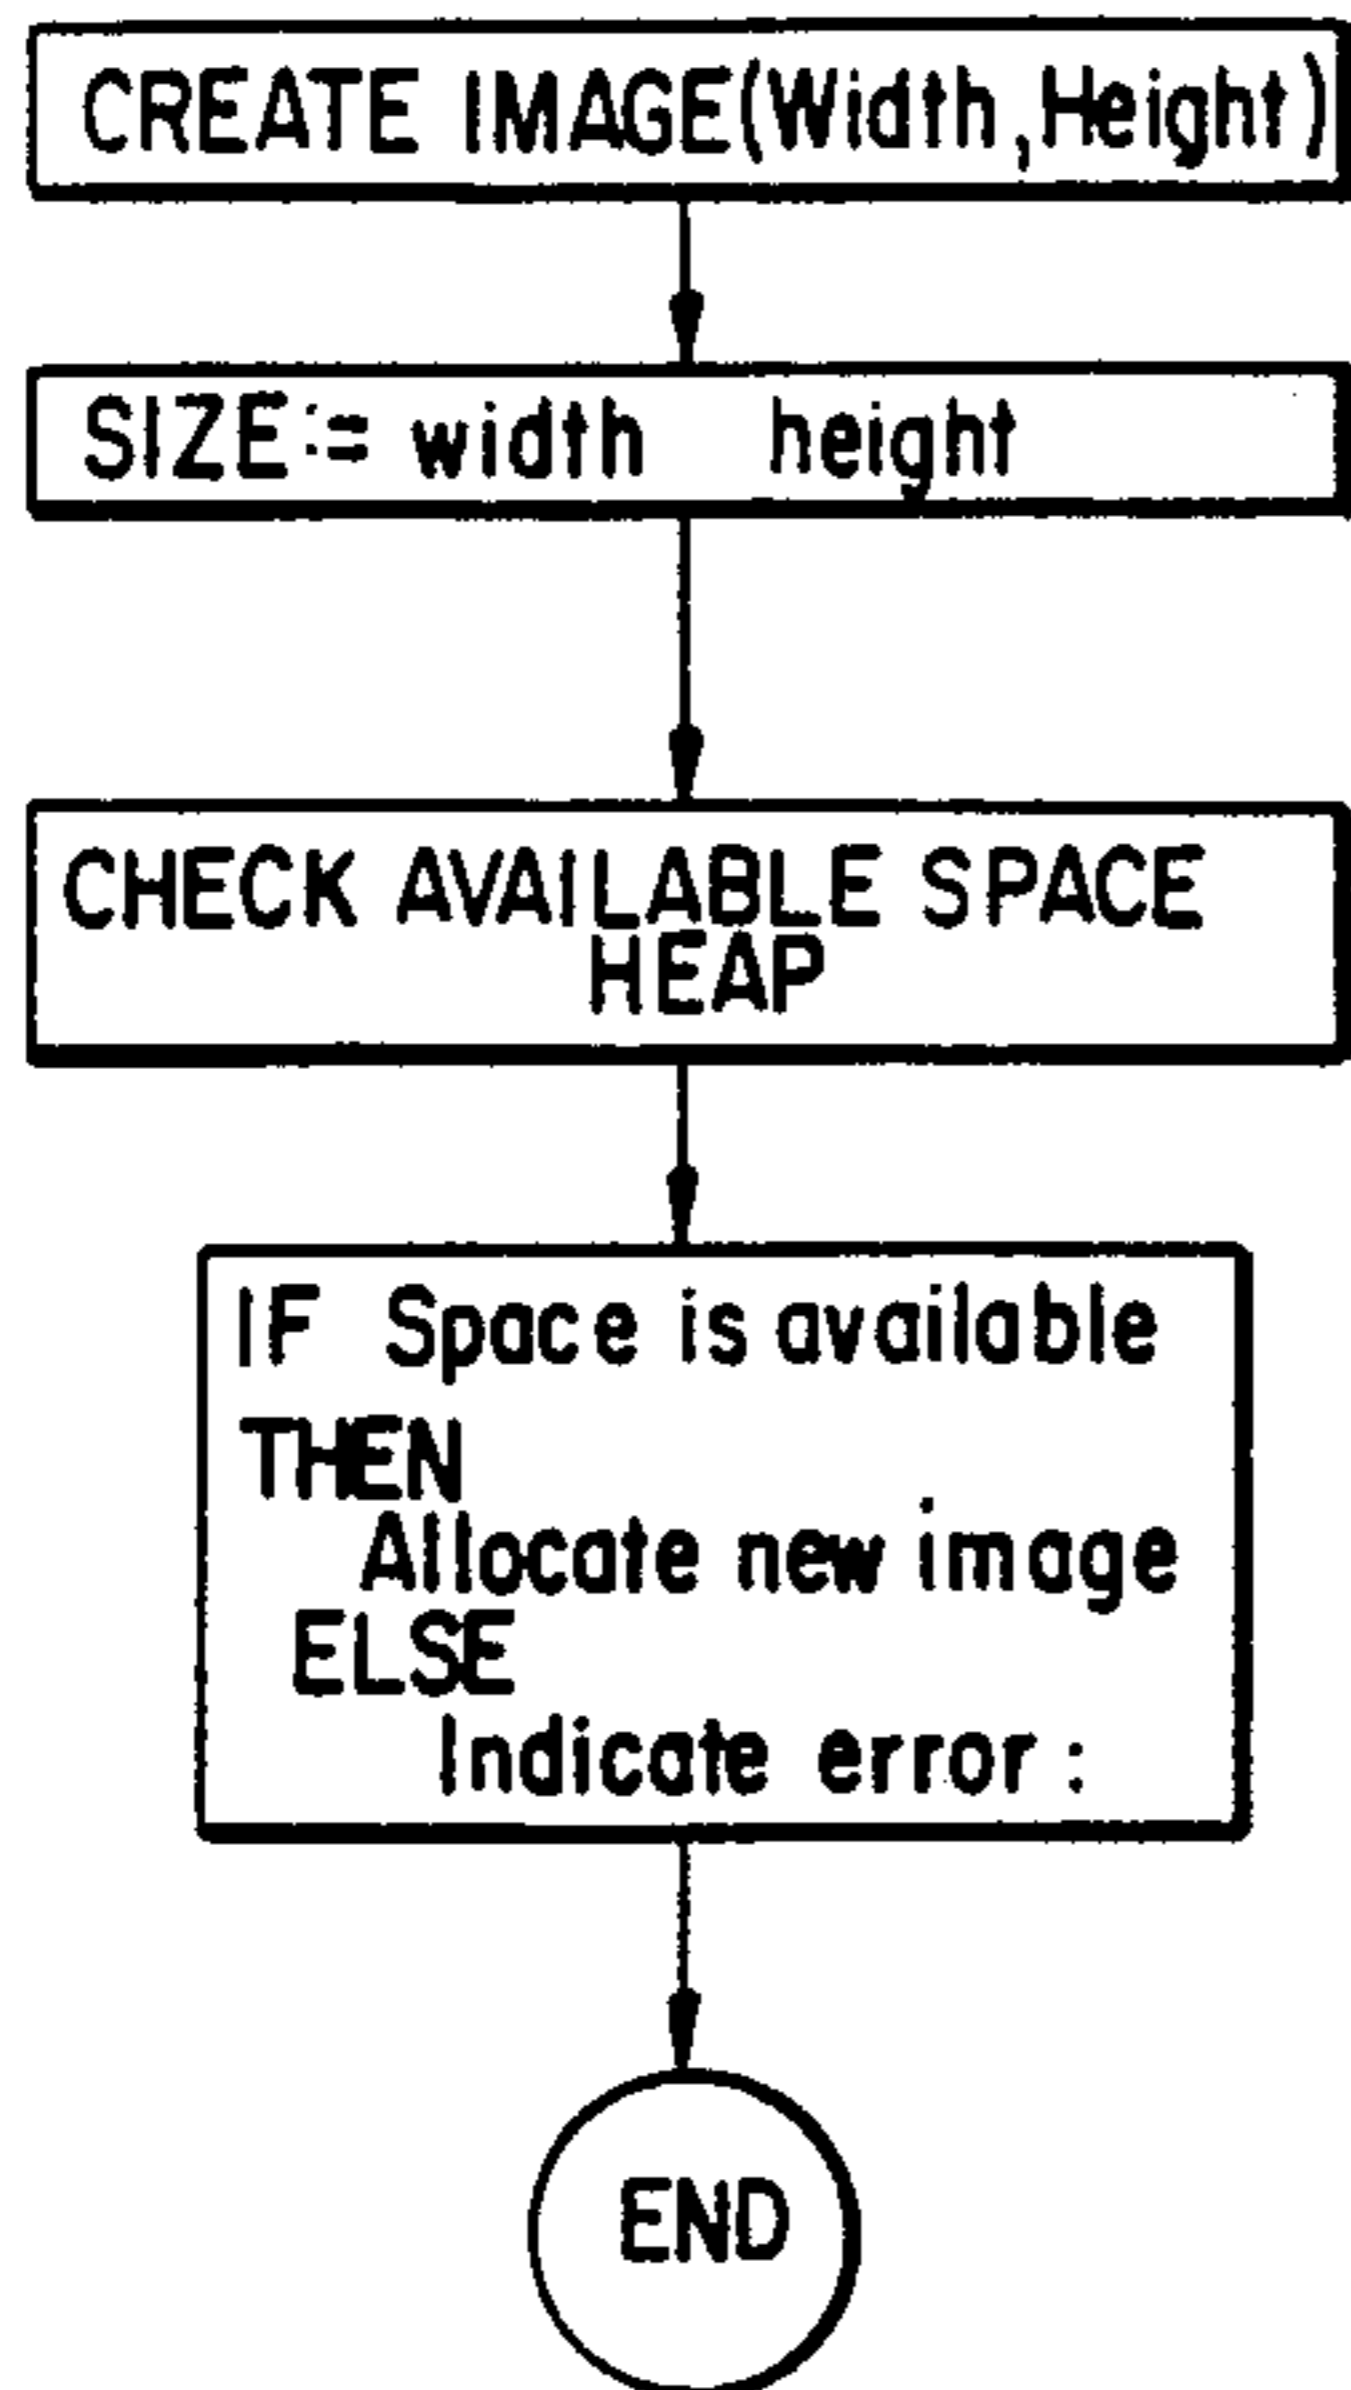 CREATE IMAGE(Width,Height)
SIZE:= width height
CHECK AVAILABLE SPACE
HEAP
IF Space is available
THEN
Allocate new image
ELSE
Indicate error :
END